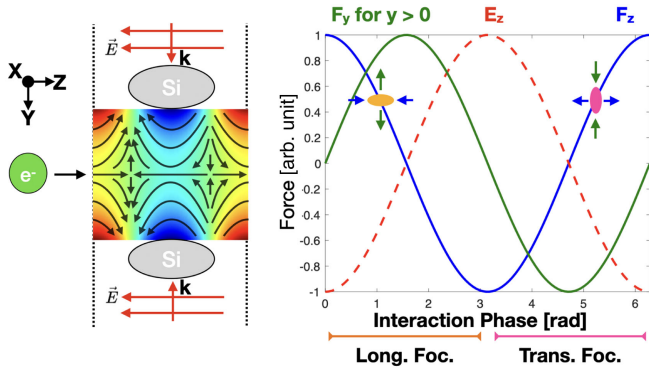 E⃗
k
Si
X
Z
Y
e-
Si
k
E⃗
F_y for y > 0
E_z
F_z
Force [arb. unit]
1
0.8
0.6
0.4
0.2
0
-0.2
-0.4
-0.6
-0.8
-1
0 1 2 3 4 5 6
Interaction Phase [rad]
Long. Foc. Trans. Foc.